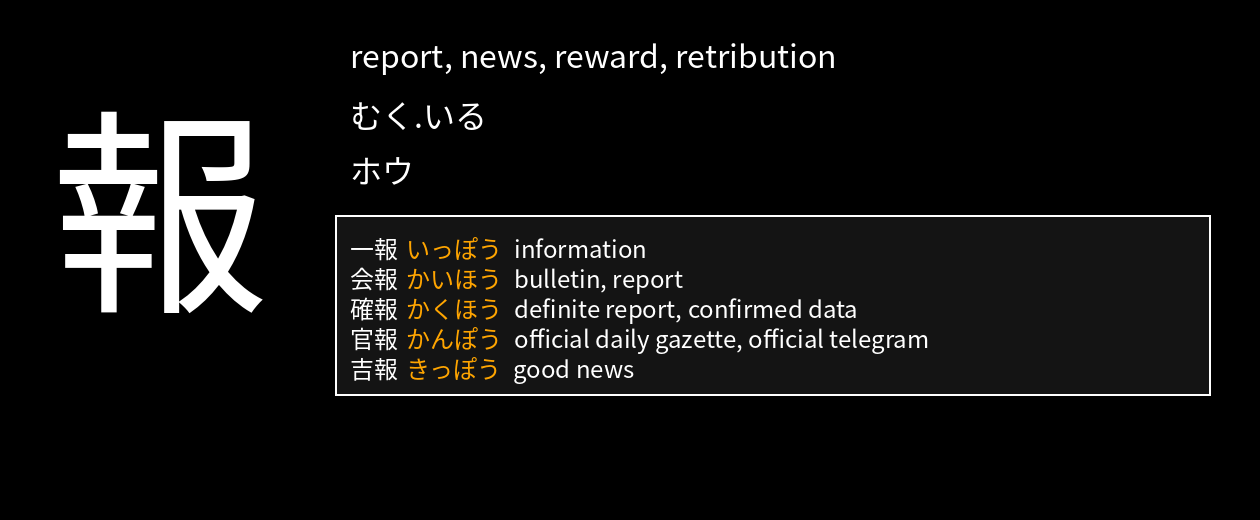 報
report, news, reward, retribution
むく.いる
ホウ
一報 いっぽう information
会報 かいほう bulletin, report
確報 かくほう definite report, confirmed data
官報 かんぽう official daily gazette, official telegram
吉報 きっぽう good news